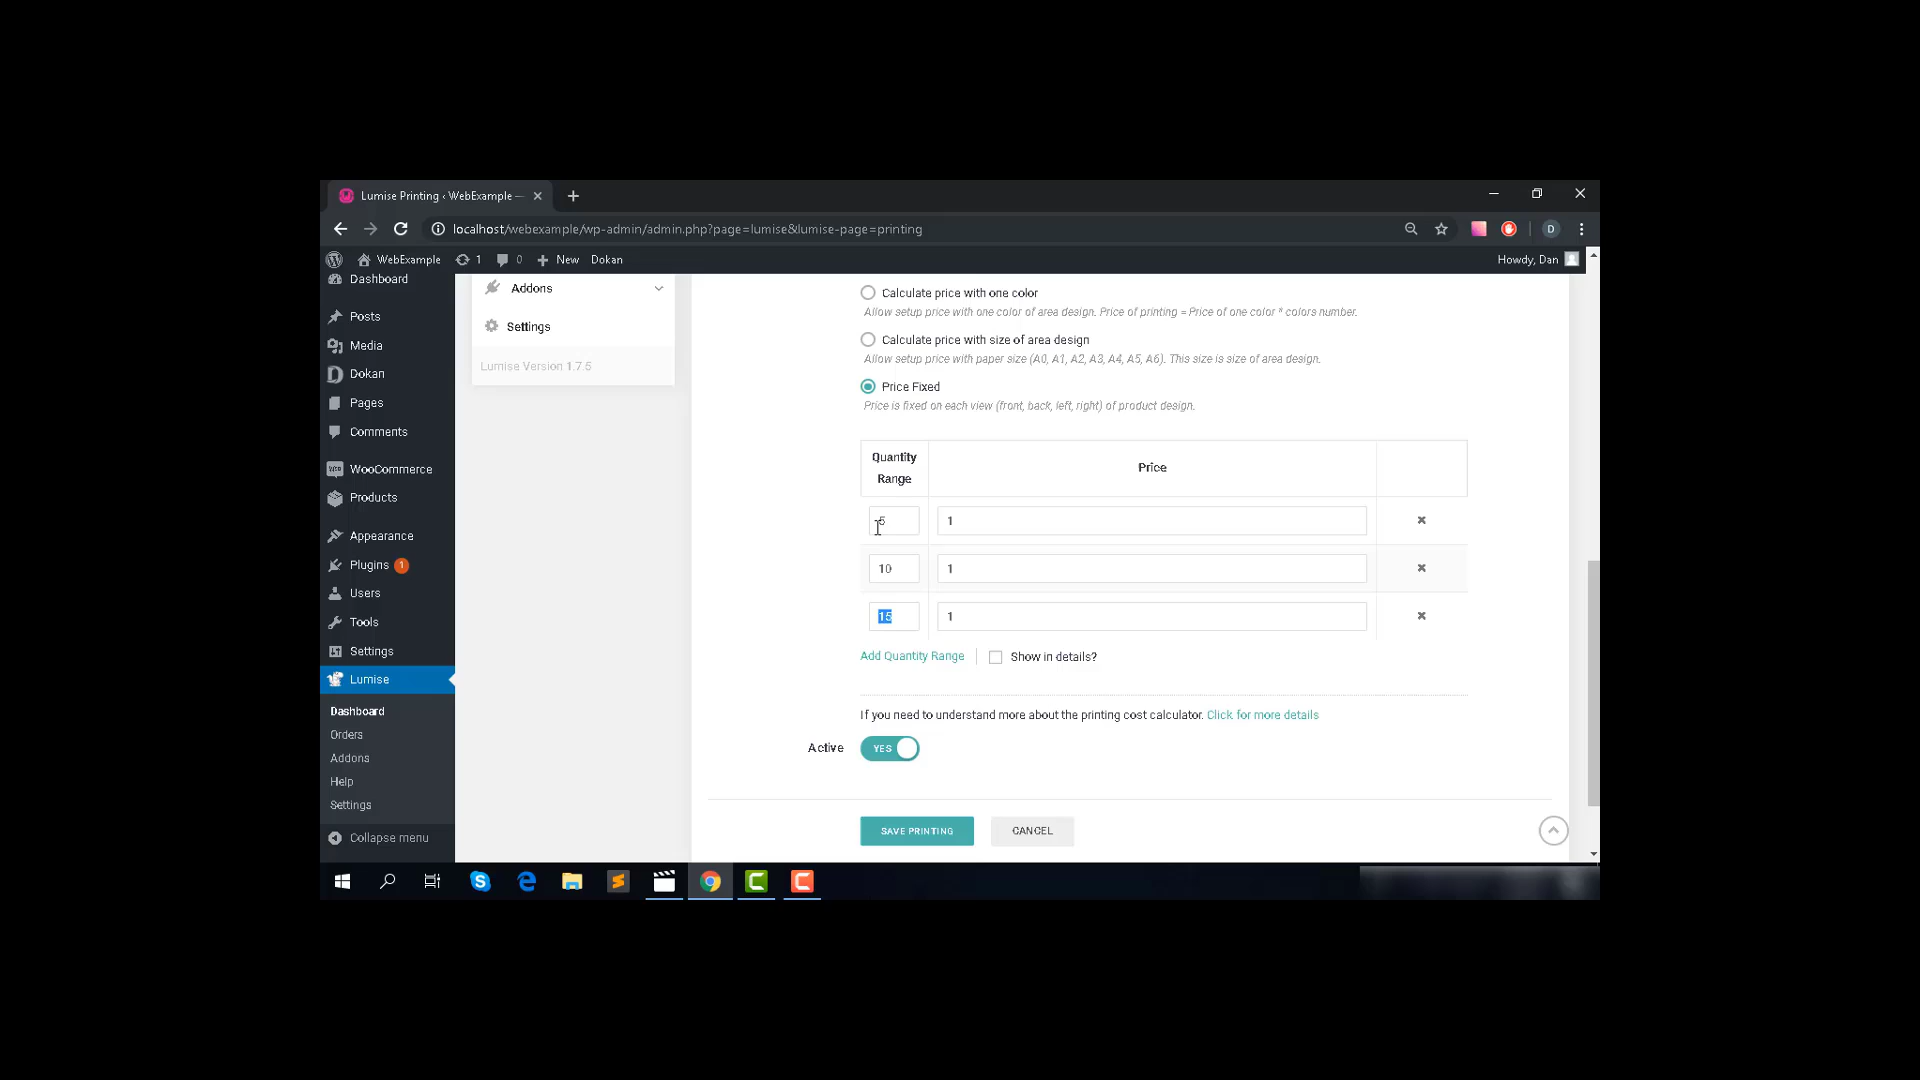 Lumise Printing ‹ WebExample —
localhost/webexample/wp-admin/admin.php?page=lumise&lumise-page=printing
D
WebExample
1
0
New
Dokan
Howdy, Dan
Dashboard
Posts
Media
Dokan
Pages
Comments
WooCommerce
Products
Appearance
Plugins 1
Users
Tools
Settings
Lumise
Dashboard
Orders
Addons
Help
Settings
Collapse menu
Addons
Settings
Lumise Version 1.7.5
Calculate price with one color
Allow setup price with one color of area design. Price of printing = Price of one color * colors number.
Calculate price with size of area design
Allow setup price with paper size (A0, A1, A2, A3, A4, A5, A6). This size is size of area design.
Price Fixed
Price is fixed on each view (front, back, left, right) of product design.
Quantity
Range
Price
5
1
10
1
15
1
Add Quantity Range
Show in details?
If you need to understand more about the printing cost calculator. Click for more details
Active
YES
SAVE PRINTING
CANCEL